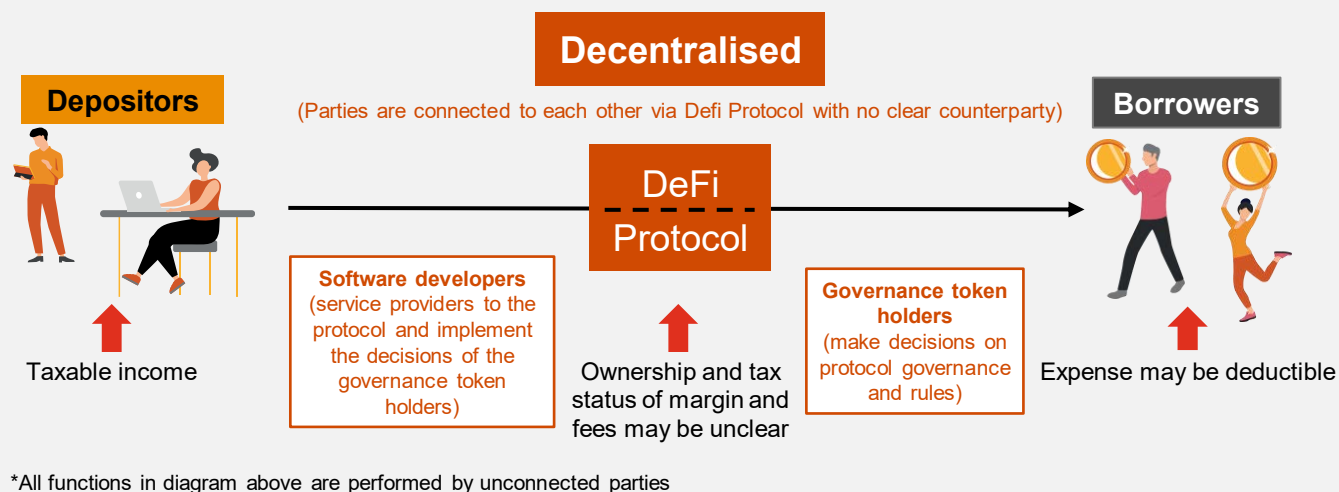 Decentralised
Depositors
(Parties are connected to each other via Defi Protocol with no clear counterparty)
Borrowers
DeFi
Protocol
Software developers
(service providers to the
protocol and implement
the decisions of the
governance token
holders)
Governance token
holders
(make decisions on
protocol governance
and rules)
Taxable income
Ownership and tax
status of margin and
fees may be unclear
Expense may be deductible
*All functions in diagram above are performed by unconnected parties